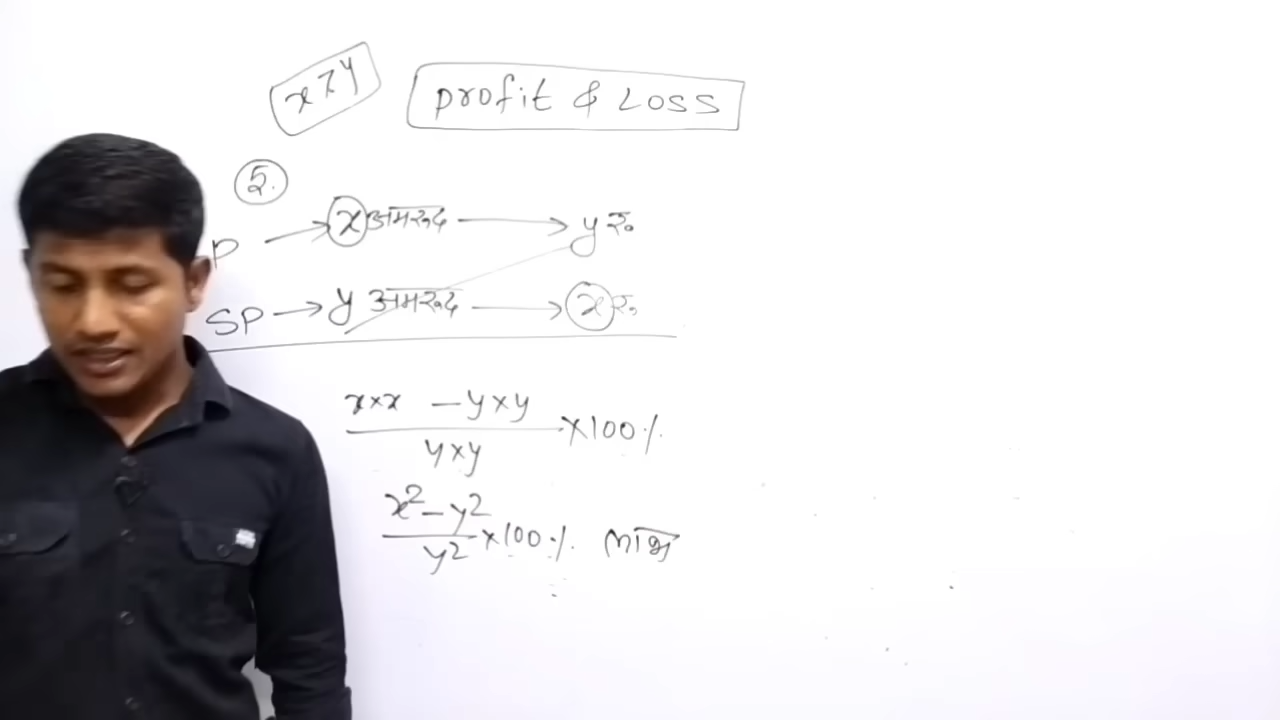 x > y
Profit & Loss
5.
P → x अमरूद → y रु॰
SP → y अमरूद → x रु॰
x×x - y×y / y×y ×100%
x² - y² / y² ×100% লাভ